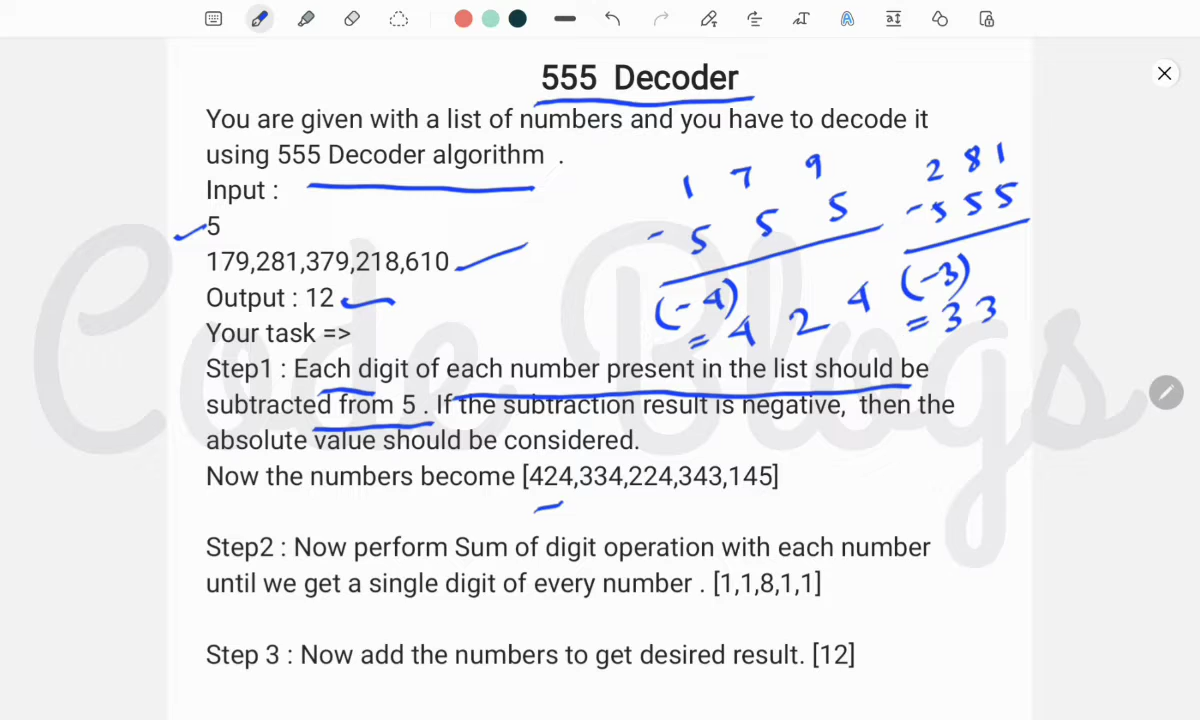 555 Decoder
You are given with a list of numbers and you have to decode it
using 555 Decoder algorithm .
Input :
5
179,281,379,218,610
Output : 12
Your task =>
Step1 : Each digit of each number present in the list should be
subtracted from 5 . If the subtraction result is negative, then the
absolute value should be considered.
Now the numbers become [424,334,224,343,145]
Step2 : Now perform Sum of digit operation with each number
until we get a single digit of every number . [1,1,8,1,1]
Step 3 : Now add the numbers to get desired result. [12]
1 7 9
- 5 5 5
(-4)
= 4 2 4
2 8 1
- 5 5 5
(-3)
= 3 3
Code Blogs